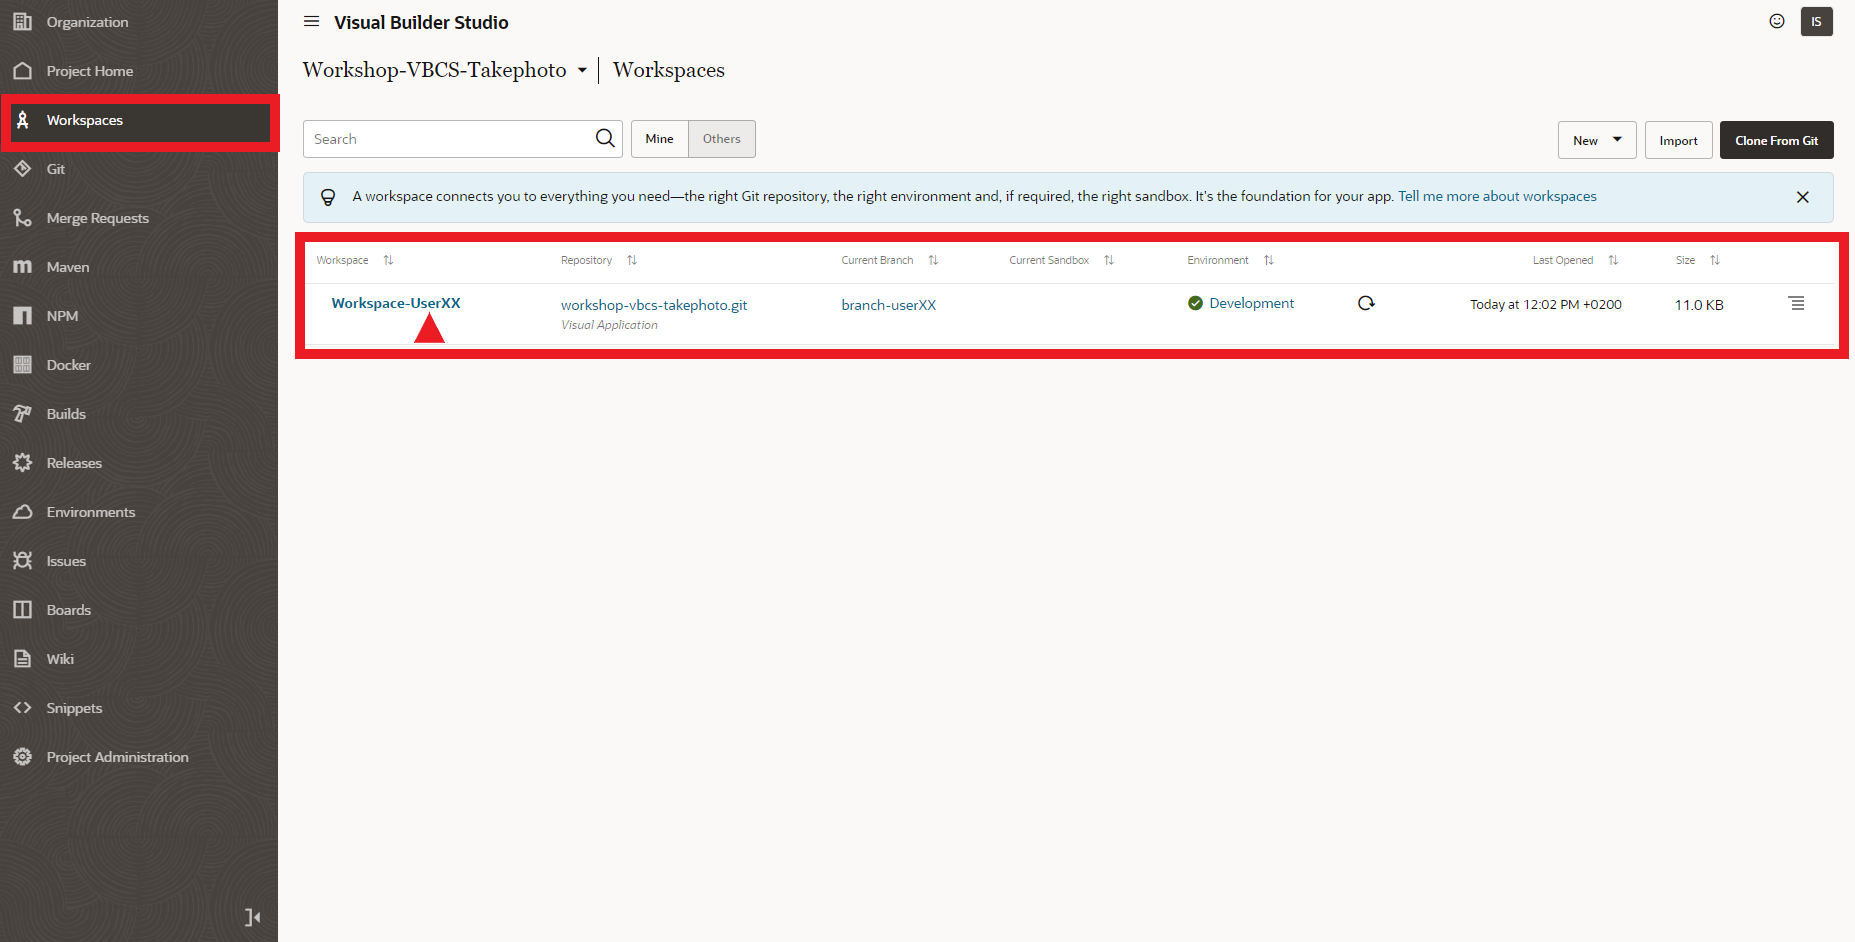 Organization
Project Home
Workspaces
Git
Merge Requests
Maven
NPM
Docker
Builds
Releases
Environments
Issues
Boards
Wiki
Snippets
Project Administration
Visual Builder Studio
IS
Workshop-VBCS-Takephoto
Workspaces
Search
Mine
Others
New
Import
Clone From Git
A workspace connects you to everything you need—the right Git repository, the right environment and, if required, the right sandbox. It's the foundation for your app. Tell me more about workspaces
Workspace Repository Current Branch Current Sandbox Environment Last Opened Size
Workspace-UserXX workshop-vbcs-takephoto.git branch-userXX Development Today at 12:02 PM +0200 11.0 KB
Visual Application